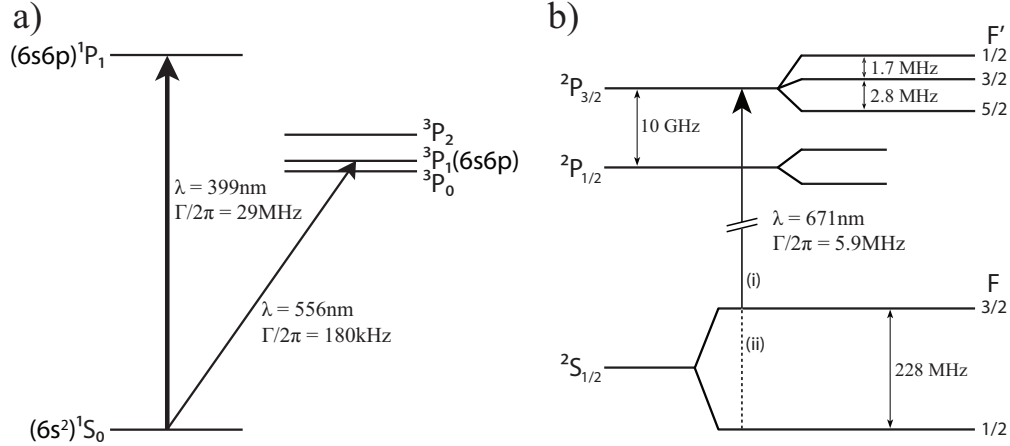 a)
(6s6p)¹P₁
³P₂
³P₁(6s6p)
³P₀
λ = 399nm
Γ/2π = 29MHz
λ = 556nm
Γ/2π = 180kHz
(6s²)¹S₀
b)
F’
1/2
1.7 MHz
3/2
²P₃/₂
2.8 MHz
5/2
10 GHz
²P₁/₂
λ = 671nm
Γ/2π = 5.9MHz
(i)
F
3/2
(ii)
²S₁/₂
228 MHz
1/2